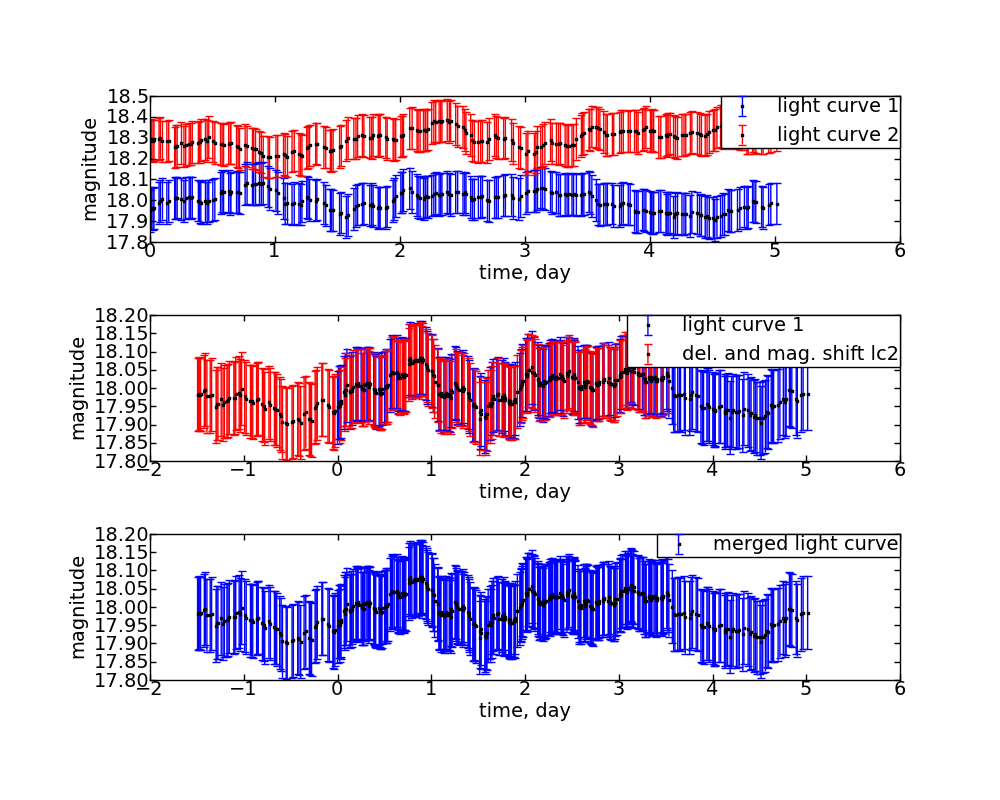 18.5
18.4
18.3
18.2
18.1
18.0
17.9
17.8
magnitude
light curve 1
light curve 2
0 1 2 3 4 5 6
time, day
18.20
18.15
18.10
18.05
18.00
17.95
17.90
17.85
17.80
magnitude
light curve 1
del. and mag. shift lc2
−2 −1 0 1 2 3 4 5 6
time, day
18.20
18.15
18.10
18.05
18.00
17.95
17.90
17.85
17.80
magnitude
merged light curve
−2 −1 0 1 2 3 4 5 6
time, day